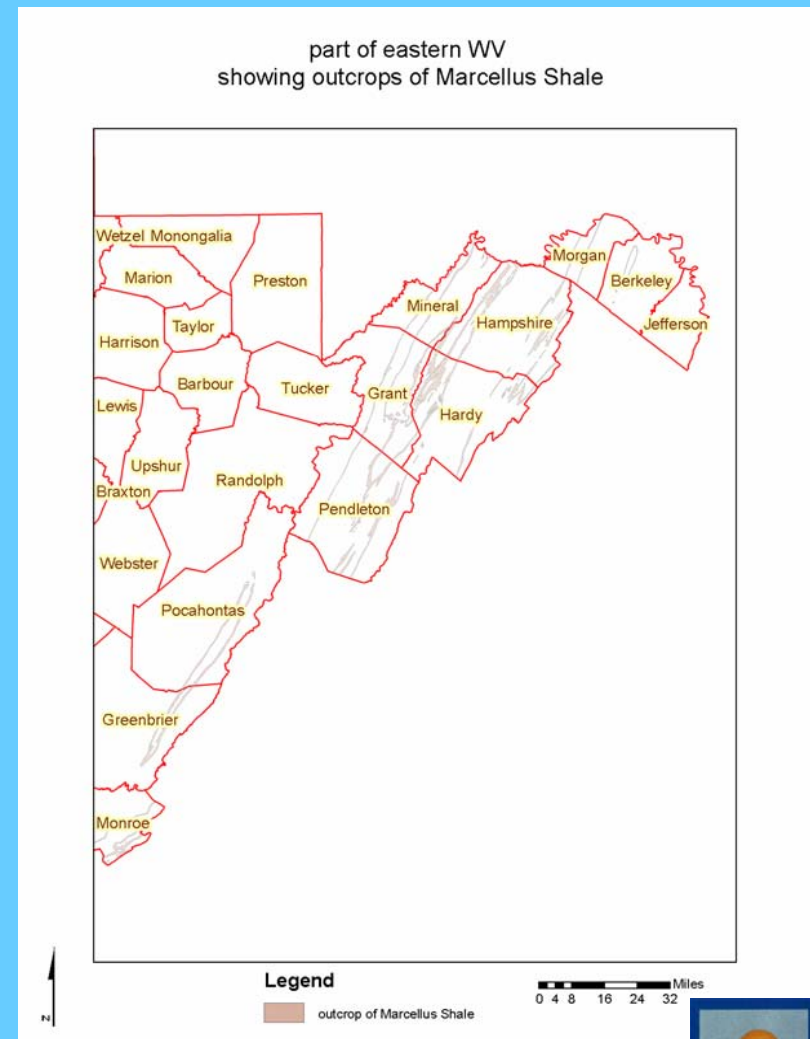 part of eastern WV
showing outcrops of Marcellus Shale
Wetzel Monongalia
Marion
Preston
Morgan
Berkeley
Mineral
Hampshire
Jefferson
Taylor
Harrison
Barbour
Tucker
Grant
Lewis
Hardy
Upshur
Randolph
Braxton
Pendleton
Webster
Pocahontas
Greenbrier
Monroe
Legend
outcrop of Marcellus Shale
Miles
0 4 8 16 24 32
N